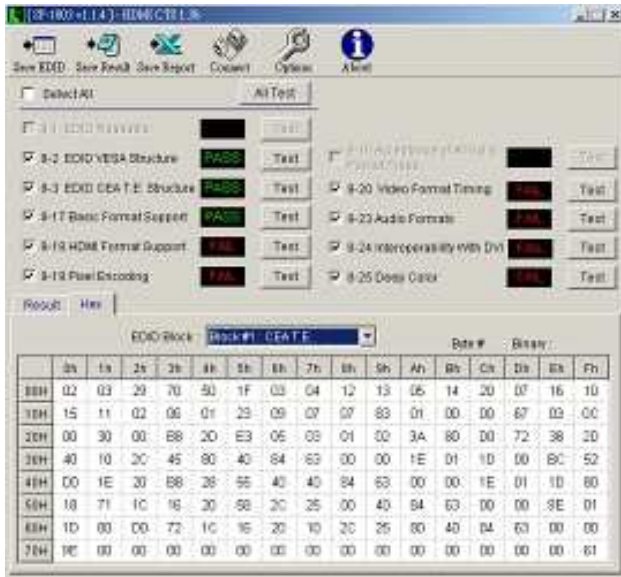 HDMI CTS
Save EDID Save Result Save Report Connect Options About
Select All All Test
Test
8-2 EDID VESA Structure PASS Test Test
8-3 EDID CEA T.E. Structure PASS Test 8-20 Video Format Timing FAIL Test
8-17 Basic Format Support PASS Test 8-23 Audio Formats FAIL Test
8-18 HDMI Format Support FAIL Test 8-24 Interoperability With DVI FAIL Test
8-19 Pixel Encoding FAIL Test 8-25 Deep Color FAIL Test
Result Hex
EDID Block Block#1 CEA T.E. Byte # Binary
0h 1h 2h 3h 4h 5h 6h 7h 8h 9h Ah Bh Ch Dh Eh Fh
00H 02 03 29 70 50 1F 03 04 12 13 05 14 20 07 16 10
10H 15 11 02 06 01 23 09 07 07 83 01 00 00 67 03 0C
20H 00 30 00 B8 2D E3 05 03 01 02 3A 80 D0 72 38 2D
30H 40 10 2C 45 80 40 84 63 00 00 1E 01 1D 00 BC 52
40H D0 1E 20 B8 28 55 40 40 84 63 00 00 1E 01 1D 80
50H 18 71 1C 16 20 58 2C 25 00 40 84 63 00 00 9E 01
60H 1D 00 D0 72 1C 16 20 10 2C 25 80 40 84 63 00 00
70H 9E 00 00 00 00 00 00 00 00 00 00 00 00 00 00 61